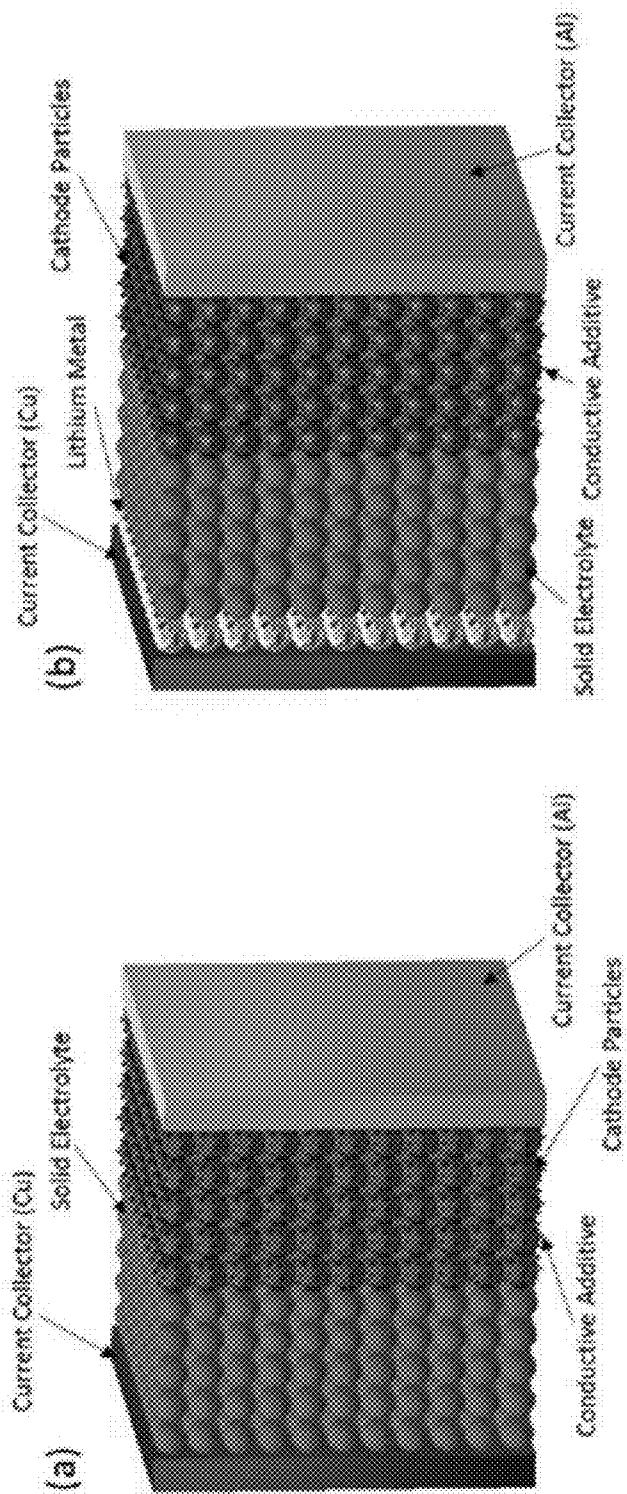 (a)
Current Collector (Cu)
Solid Electrolyte
Conductive Additive
Cathode Particles
Current Collector (Al)
(b)
Current Collector (Cu)
Lithium Metal
Cathode Particles
Solid Electrolyte
Conductive Additive
Current Collector (Al)